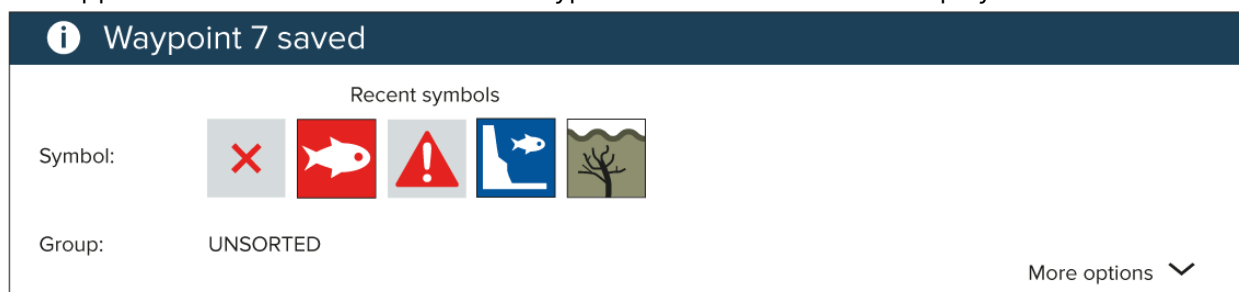 Waypoint 7 saved
Recent symbols
Symbol:
Group: UNSORTED
More options